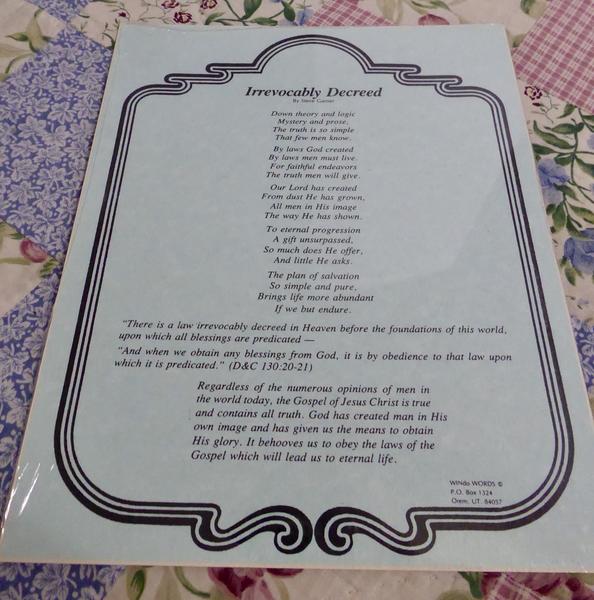 Irrevocably Decreed
By Steve Garner
Down theory and logic
Mystery and prose,
The truth is so simple
That few men know.
By laws God created
By laws men must live.
For faithful endeavors
The truth men will give.
Our Lord has created
From dust He has grown,
All men in His image
The way He has shown.
To eternal progression
A gift unsurpassed,
So much does He offer,
And little He asks.
The plan of salvation
So simple and pure,
Brings life more abundant
If we but endure.
"There is a law irrevocably decreed in Heaven before the foundations of this world,
upon which all blessings are predicated —
"And when we obtain any blessings from God, it is by obedience to that law upon
which it is predicated." (D&C 130:20-21)
Regardless of the numerous opinions of men in
the world today, the Gospel of Jesus Christ is true
and contains all truth. God has created man in His
own image and has given us the means to obtain
His glory. It behooves us to obey the laws of the
Gospel which will lead us to eternal life.
WINdo WORDS ©
P.O. Box 1324
Orem, UT. 84057